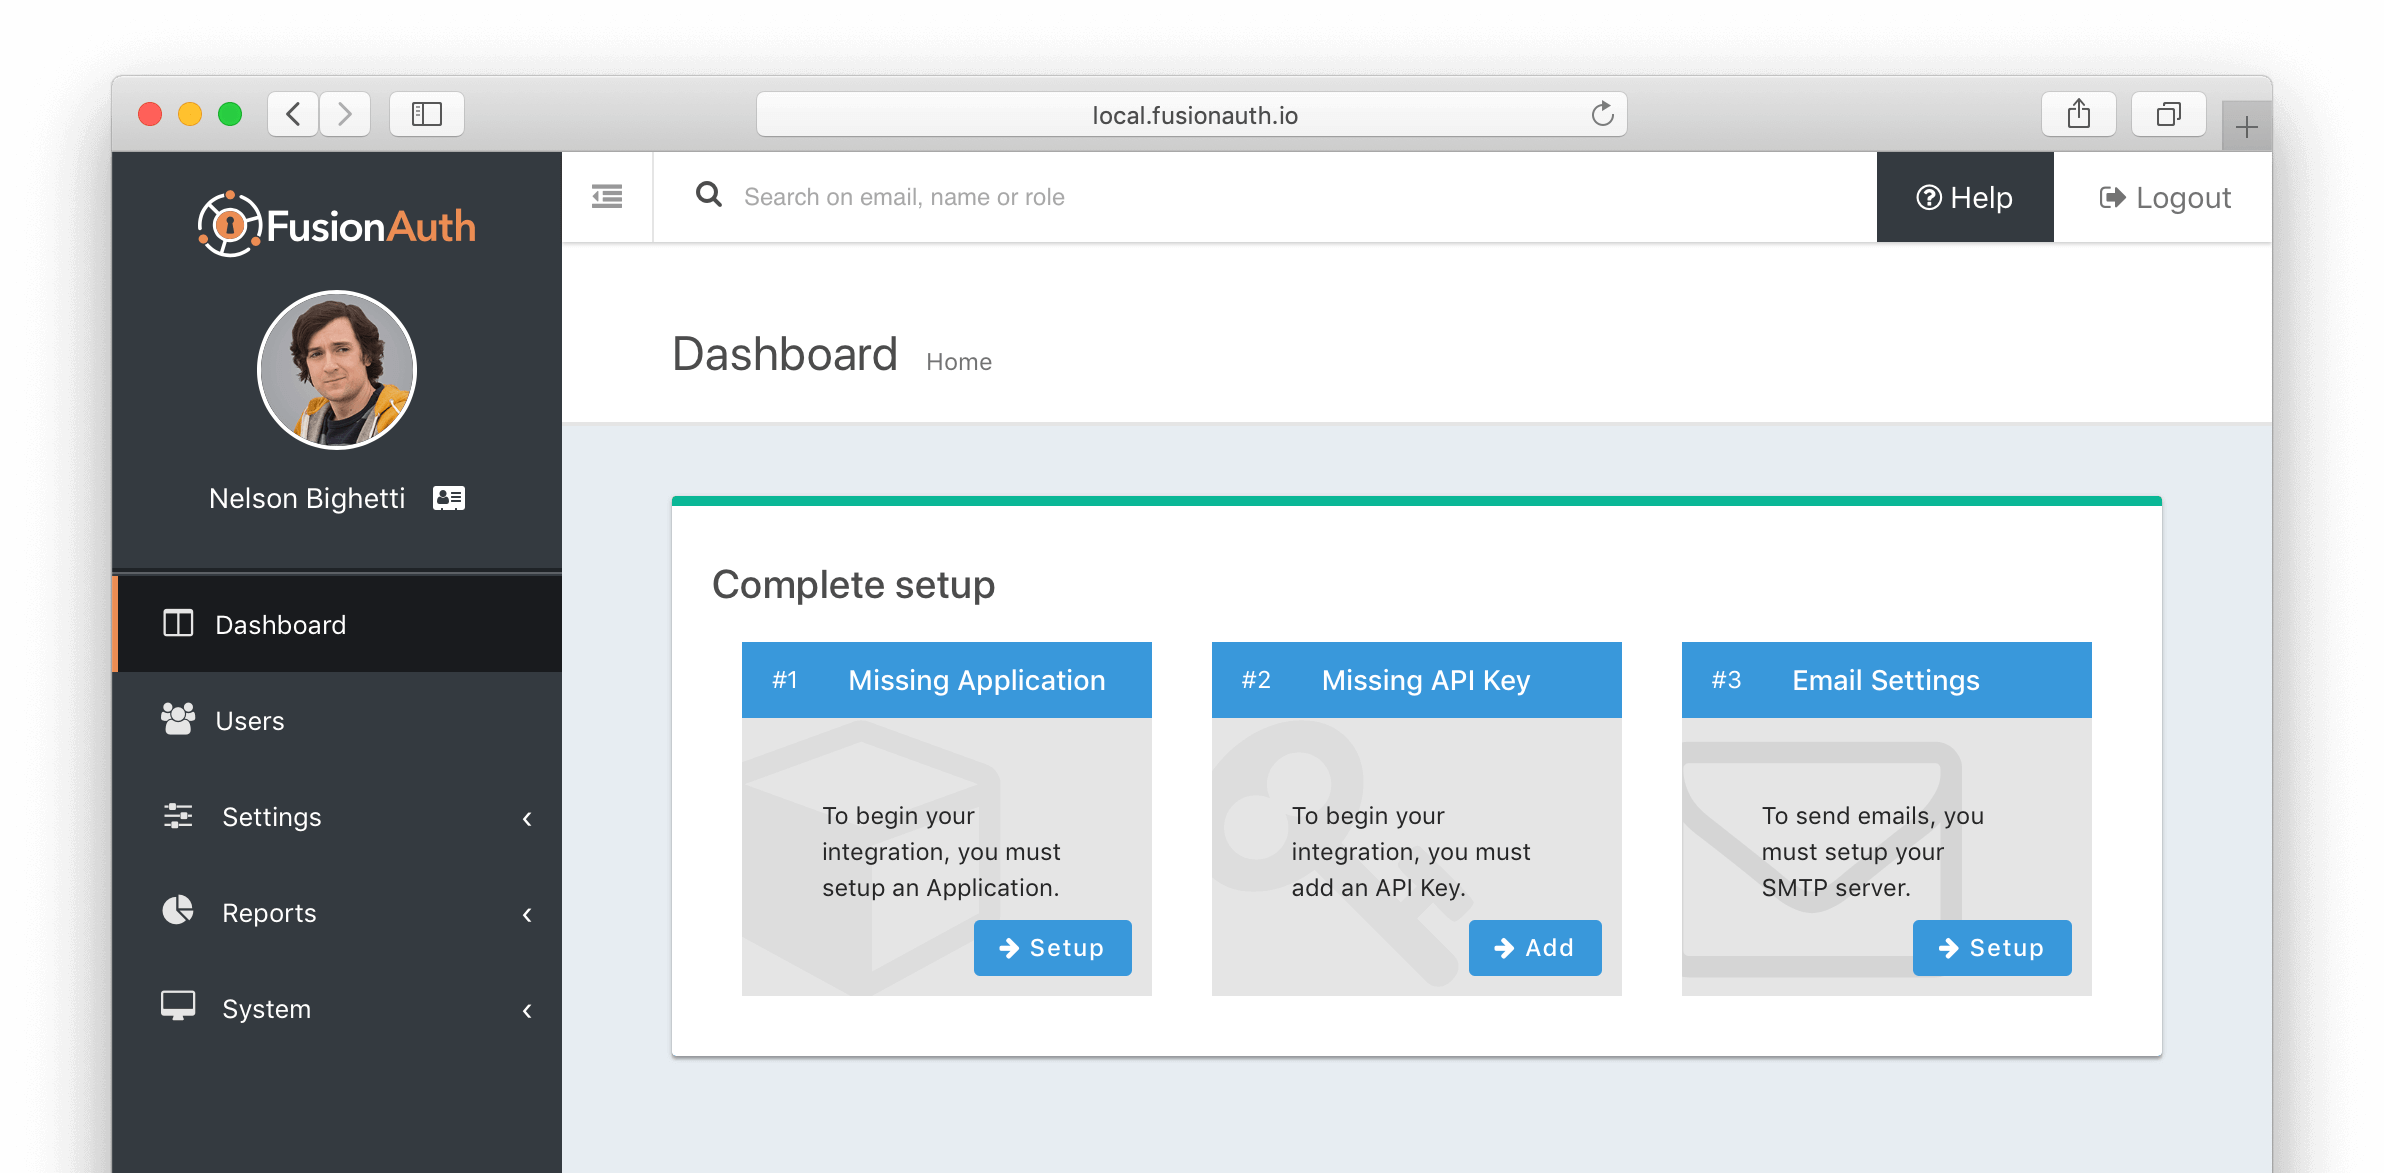 local.fusionauth.io
FusionAuth
Search on email, name or role
Help
Logout
Nelson Bighetti
Dashboard Home
Dashboard
Users
Settings
Reports
System
Complete setup
#1 Missing Application
To begin your
integration, you must
setup an Application.
Setup
#2 Missing API Key
To begin your
integration, you must
add an API Key.
Add
#3 Email Settings
To send emails, you
must setup your
SMTP server.
Setup